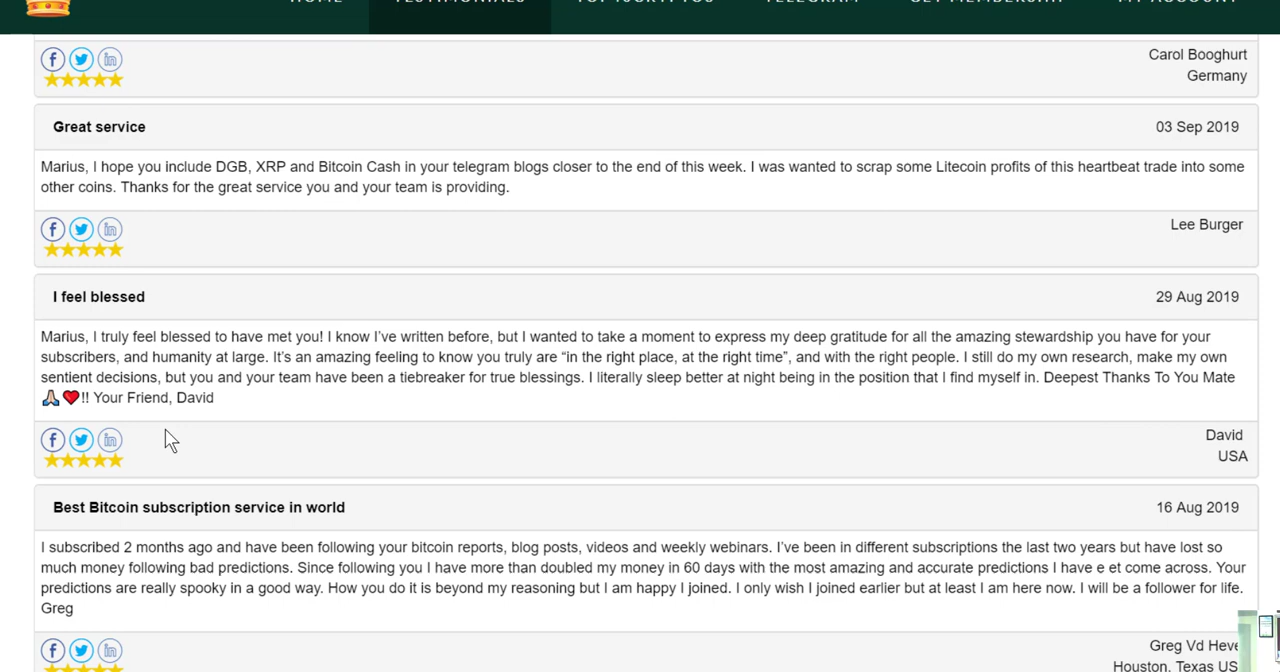 HOME TESTIMONIALS TOP 10 CRYPTOS TELEGRAM GET MEMBERSHIP MY ACCOUNT
Carol Booghurt
Germany
Great service
03 Sep 2019
Marius, I hope you include DGB, XRP and Bitcoin Cash in your telegram blogs closer to the end of this week. I was wanted to scrap some Litecoin profits of this heartbeat trade into some
other coins. Thanks for the great service you and your team is providing.
Lee Burger
I feel blessed
29 Aug 2019
Marius, I truly feel blessed to have met you! I know I’ve written before, but I wanted to take a moment to express my deep gratitude for all the amazing stewardship you have for your
subscribers, and humanity at large. It’s an amazing feeling to know you truly are “in the right place, at the right time”, and with the right people. I still do my own research, make my own
sentient decisions, but you and your team have been a tiebreaker for true blessings. I literally sleep better at night being in the position that I find myself in. Deepest Thanks To You Mate
🙏🏼❤️!! Your Friend, David
David
USA
Best Bitcoin subscription service in world
16 Aug 2019
I subscribed 2 months ago and have been following your bitcoin reports, blog posts, videos and weekly webinars. I’ve been in different subscriptions the last two years but have lost so
much money following bad predictions. Since following you I have more than doubled my money in 60 days with the most amazing and accurate predictions I have e et come across. Your
predictions are really spooky in a good way. How you do it is beyond my reasoning but I am happy I joined. I only wish I joined earlier but at least I am here now. I will be a follower for life.
Greg
Greg Vd Heve
Houston, Texas US